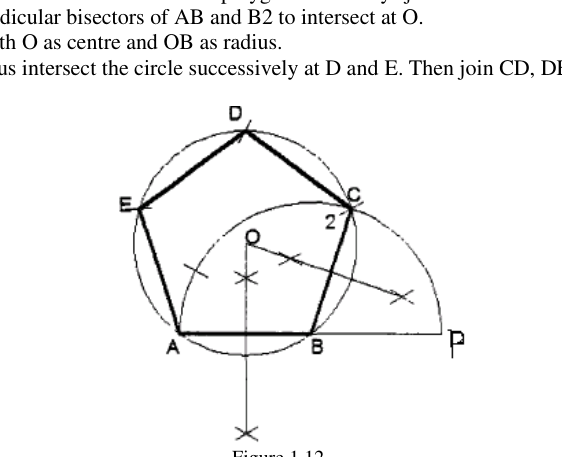 dicular bisectors of AB and B2 to intersect at O.
th O as centre and OB as radius.
us intersect the circle successively at D and E. Then join CD, DE
D
E
C
2
O
A
B
P
Figure 1.12